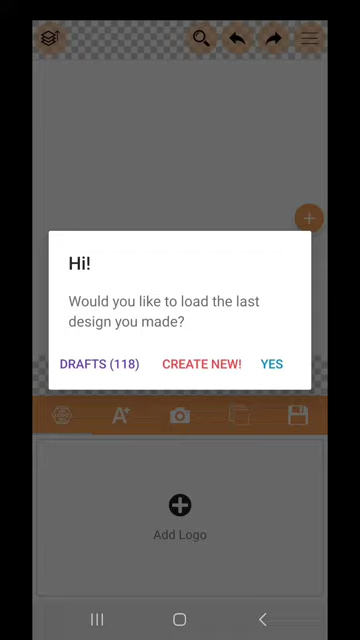 Hi!
Would you like to load the last
design you made?
DRAFTS (118) CREATE NEW! YES
A+
Add Logo